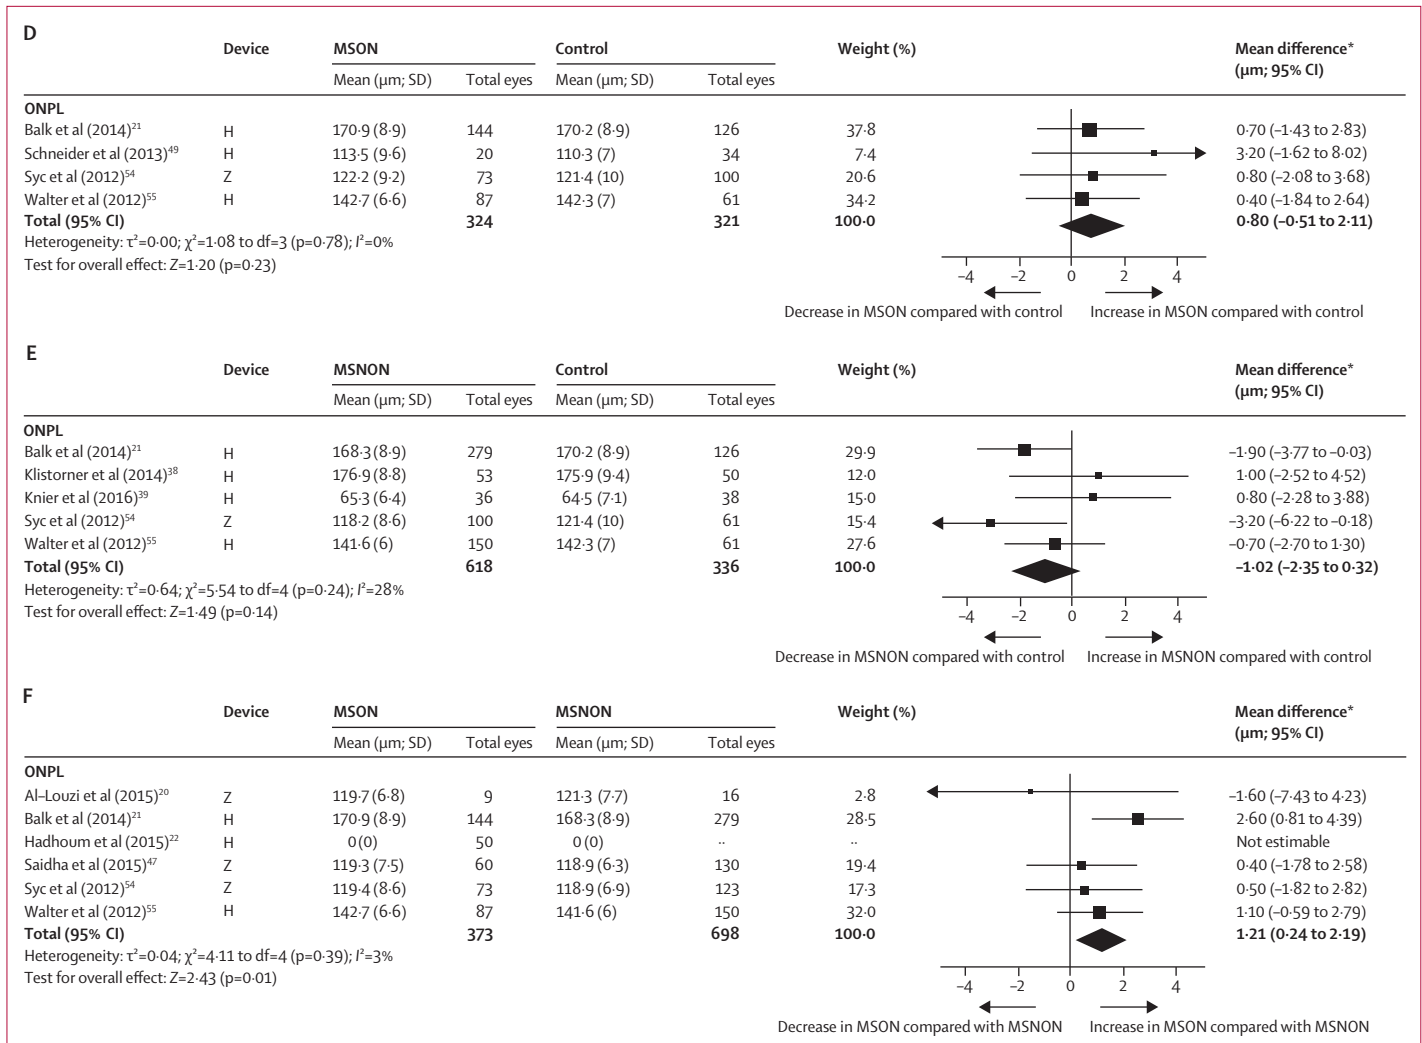 D
Device MSON Control Weight (%) Mean difference*
(µm; 95% CI)
Mean (µm; SD) Total eyes Mean (µm; SD) Total eyes
ONPL
Balk et al (2014)²¹ H 170·9 (8·9) 144 170·2 (8·9) 126 37·8 0·70 (–1·43 to 2·83)
Schneider et al (2013)⁴⁹ H 113·5 (9·6) 20 110·3 (7) 34 7·4 3·20 (–1·62 to 8·02)
Syc et al (2012)⁵⁴ Z 122·2 (9·2) 73 121·4 (10) 100 20·6 0·80 (–2·08 to 3·68)
Walter et al (2012)⁵⁵ H 142·7 (6·6) 87 142·3 (7) 61 34·2 0·40 (–1·84 to 2·64)
Total (95% CI) 324 321 100·0 0·80 (–0·51 to 2·11)
Heterogeneity: τ²=0·00; χ²=1·08 to df=3 (p=0·78); I²=0%
Test for overall effect: Z=1·20 (p=0·23)
–4 –2 0 2 4
Decrease in MSON compared with control Increase in MSON compared with control
E
Device MSNON Control Weight (%) Mean difference*
(µm; 95% CI)
Mean (µm; SD) Total eyes Mean (µm; SD) Total eyes
ONPL
Balk et al (2014)²¹ H 168·3 (8·9) 279 170·2 (8·9) 126 29·9 –1·90 (–3·77 to –0·03)
Klistorner et al (2014)³⁸ H 176·9 (8·8) 53 175·9 (9·4) 50 12·0 1·00 (–2·52 to 4·52)
Knier et al (2016)³⁹ H 65·3 (6·4) 36 64·5 (7·1) 38 15·0 0·80 (–2·28 to 3·88)
Syc et al (2012)⁵⁴ Z 118·2 (8·6) 100 121·4 (10) 61 15·4 –3·20 (–6·22 to –0·18)
Walter et al (2012)⁵⁵ H 141·6 (6) 150 142·3 (7) 61 27·6 –0·70 (–2·70 to 1·30)
Total (95% CI) 618 336 100·0 –1·02 (–2·35 to 0·32)
Heterogeneity: τ²=0·64; χ²=5·54 to df=4 (p=0·24); I²=28%
Test for overall effect: Z=1·49 (p=0·14)
–4 –2 0 2 4
Decrease in MSNON compared with control Increase in MSNON compared with control
F
Device MSON MSNON Weight (%) Mean difference*
(µm; 95% CI)
Mean (µm; SD) Total eyes Mean (µm; SD) Total eyes
ONPL
Al–Louzi et al (2015)²⁰ Z 119·7 (6·8) 9 121·3 (7·7) 16 2·8 –1·60 (–7·43 to 4·23)
Balk et al (2014)²¹ H 170·9 (8·9) 144 168·3 (8·9) 279 28·5 2·60 (0·81 to 4·39)
Hadhoum et al (2015)²² H 0 (0) 50 0 (0) ·· ·· Not estimable
Saidha et al (2015)⁴⁷ Z 119·3 (7·5) 60 118·9 (6·3) 130 19·4 0·40 (–1·78 to 2·58)
Syc et al (2012)⁵⁴ Z 119·4 (8·6) 73 118·9 (6·9) 123 17·3 0·50 (–1·82 to 2·82)
Walter et al (2012)⁵⁵ H 142·7 (6·6) 87 141·6 (6) 150 32·0 1·10 (–0·59 to 2·79)
Total (95% CI) 373 698 100·0 1·21 (0·24 to 2·19)
Heterogeneity: τ²=0·04; χ²=4·11 to df=4 (p=0·39); I²=3%
Test for overall effect: Z=2·43 (p=0·01)
–4 –2 0 2 4
Decrease in MSON compared with MSNON Increase in MSON compared with MSNON